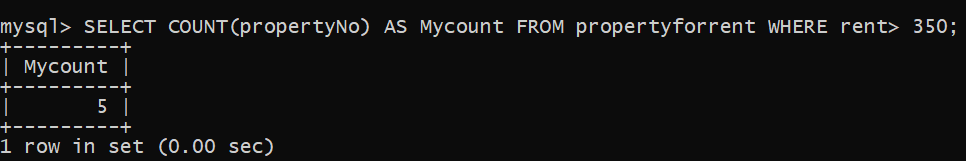 mysql> SELECT COUNT(propertyNo) AS Mycount FROM propertyforrent WHERE rent> 350;
+---------+
| Mycount |
+---------+
|       5 |
+---------+
1 row in set (0.00 sec)